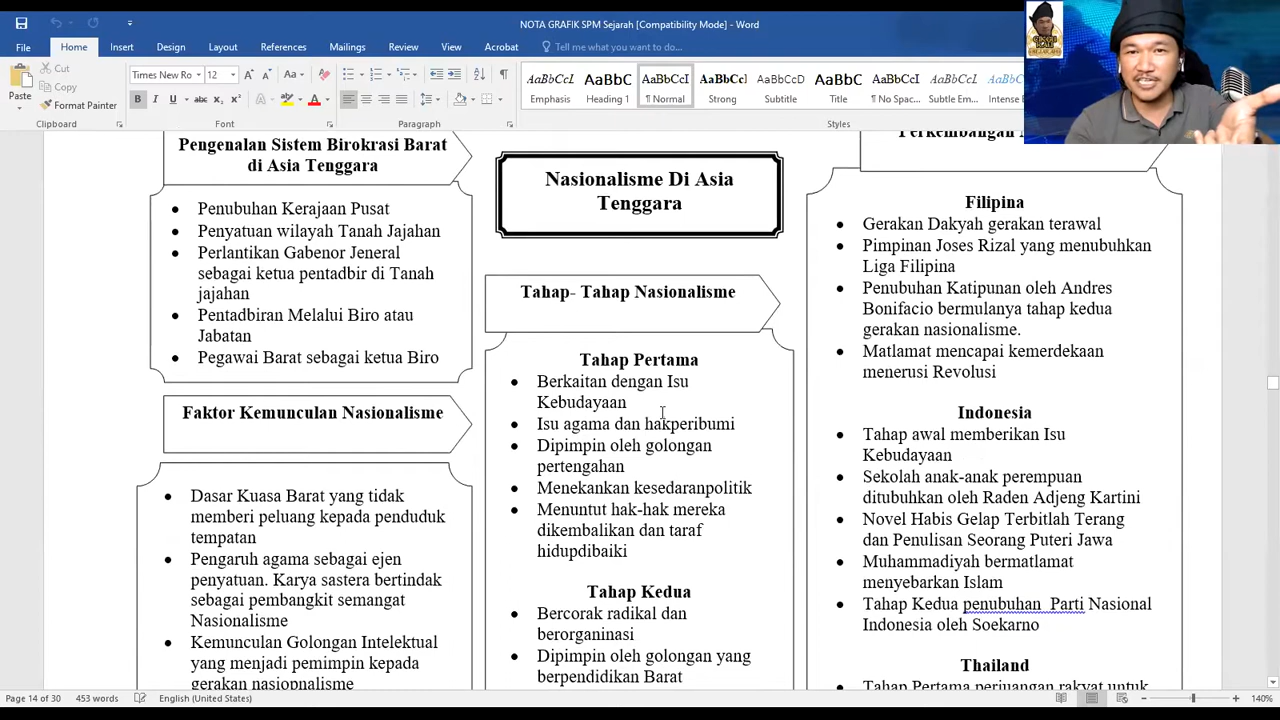 NOTA GRAFIK SPM Sejarah [Compatibility Mode] - Word
File Home Insert Design Layout References Mailings Review View Acrobat Tell me what you want to do...
Paste
Cut
Copy
Format Painter
Clipboard
Times New Ro 12
Font
Paragraph
AaBbCcL AaBbC AaBbCcI AaBbCc] AaBbCcD AaBbC AaBbCcI AaBbCcL
Emphasis Heading 1 ¶ Normal Strong Subtitle Title ¶ No Spac... Subtle Em... Intense
Styles
Pengenalan Sistem Birokrasi Barat
di Asia Tenggara
• Penubuhan Kerajaan Pusat
• Penyatuan wilayah Tanah Jajahan
• Perlantikan Gabenor Jeneral
sebagai ketua pentadbir di Tanah
jajahan
• Pentadbiran Melalui Biro atau
Jabatan
• Pegawai Barat sebagai ketua Biro
Faktor Kemunculan Nasionalisme
• Dasar Kuasa Barat yang tidak
memberi peluang kepada penduduk
tempatan
• Pengaruh agama sebagai ejen
penyatuan. Karya sastera bertindak
sebagai pembangkit semangat
Nasionalisme
• Kemunculan Golongan Intelektual
yang menjadi pemimpin kepada
gerakan nasiopnalisme
Nasionalisme Di Asia
Tenggara
Tahap- Tahap Nasionalisme
Tahap Pertama
• Berkaitan dengan Isu
Kebudayaan
• Isu agama dan hakperibumi
• Dipimpin oleh golongan
pertengahan
• Menekankan kesedaranpolitik
• Menuntut hak-hak mereka
dikembalikan dan taraf
hidupdibaiki
Tahap Kedua
• Bercorak radikal dan
berorganinasi
• Dipimpin oleh golongan yang
berpendidikan Barat
Perkembangan
Filipina
• Gerakan Dakyah gerakan terawal
• Pimpinan Joses Rizal yang menubuhkan
Liga Filipina
• Penubuhan Katipunan oleh Andres
Bonifacio bermulanya tahap kedua
gerakan nasionalisme.
• Matlamat mencapai kemerdekaan
menerusi Revolusi
Indonesia
• Tahap awal memberikan Isu
Kebudayaan
• Sekolah anak-anak perempuan
ditubuhkan oleh Raden Adjeng Kartini
• Novel Habis Gelap Terbitlah Terang
dan Penulisan Seorang Puteri Jawa
• Muhammadiyah bermatlamat
menyebarkan Islam
• Tahap Kedua penubuhan Parti Nasional
Indonesia oleh Soekarno
Thailand
• Tahap Pertama perjuangan rakyat untuk
Page 14 of 30 453 words English (United States) 140%